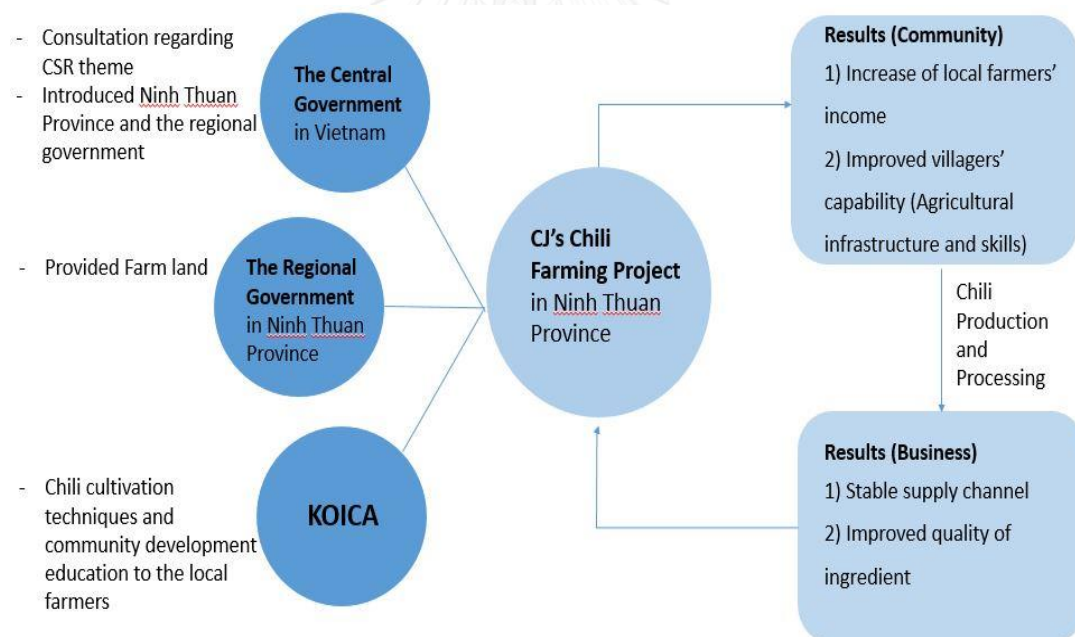 - Consultation regarding
CSR theme
- Introduced Ninh Thuan
Province and the regional
government
The Central
Government
in Vietnam
- Provided Farm land
The Regional
Government
in Ninh Thuan
Province
- Chili cultivation
techniques and
community development
education to the local
farmers
KOICA
CJ's Chili
Farming Project
in Ninh Thuan
Province
Results (Community)
1) Increase of local farmers'
income
2) Improved villagers'
capability (Agricultural
infrastructure and skills)
Chili
Production
and
Processing
Results (Business)
1) Stable supply channel
2) Improved quality of
ingredient